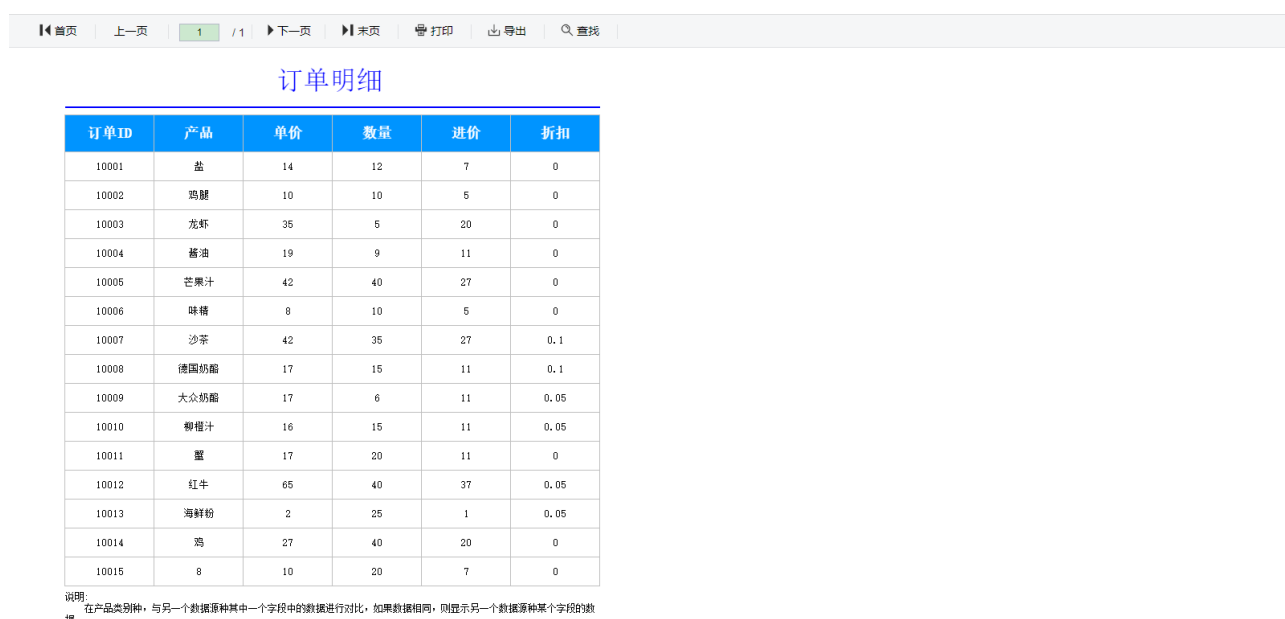 首页 上一页 1 / 1 下一页 末页 打印 导出 查找
订单明细
订单ID 产品 单价 数量 进价 折扣
10001 盐 14 12 7 0
10002 鸡腿 10 10 5 0
10003 龙虾 35 5 20 0
10004 酱油 19 9 11 0
10005 芒果汁 42 40 27 0
10006 味精 8 10 5 0
10007 沙茶 42 35 27 0.1
10008 德国奶酪 17 15 11 0.1
10009 大众奶酪 17 6 11 0.05
10010 柳橙汁 16 15 11 0.05
10011 蟹 17 20 11 0
10012 红牛 65 40 37 0.05
10013 海鲜粉 2 25 1 0.05
10014 鸡 27 40 20 0
10015 8 10 20 7 0
说明:
在产品类别种，与另一个数据源种其中一个字段中的数据进行对比，如果数据相同，则显示另一个数据源种某个字段的数